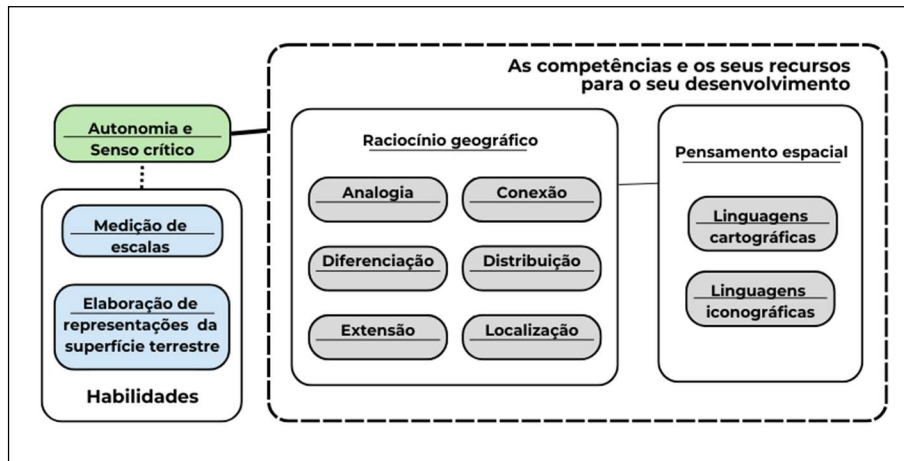 As competências e os seus recursos
para o seu desenvolvimento
Autonomia e
Senso crítico
Medição de
escalas
Elaboração de
representações da
superfície terrestre
Habilidades
Raciocínio geográfico
Analogia
Conexão
Diferenciação
Distribuição
Extensão
Localização
Pensamento espacial
Linguagens
cartográficas
Linguagens
iconográficas